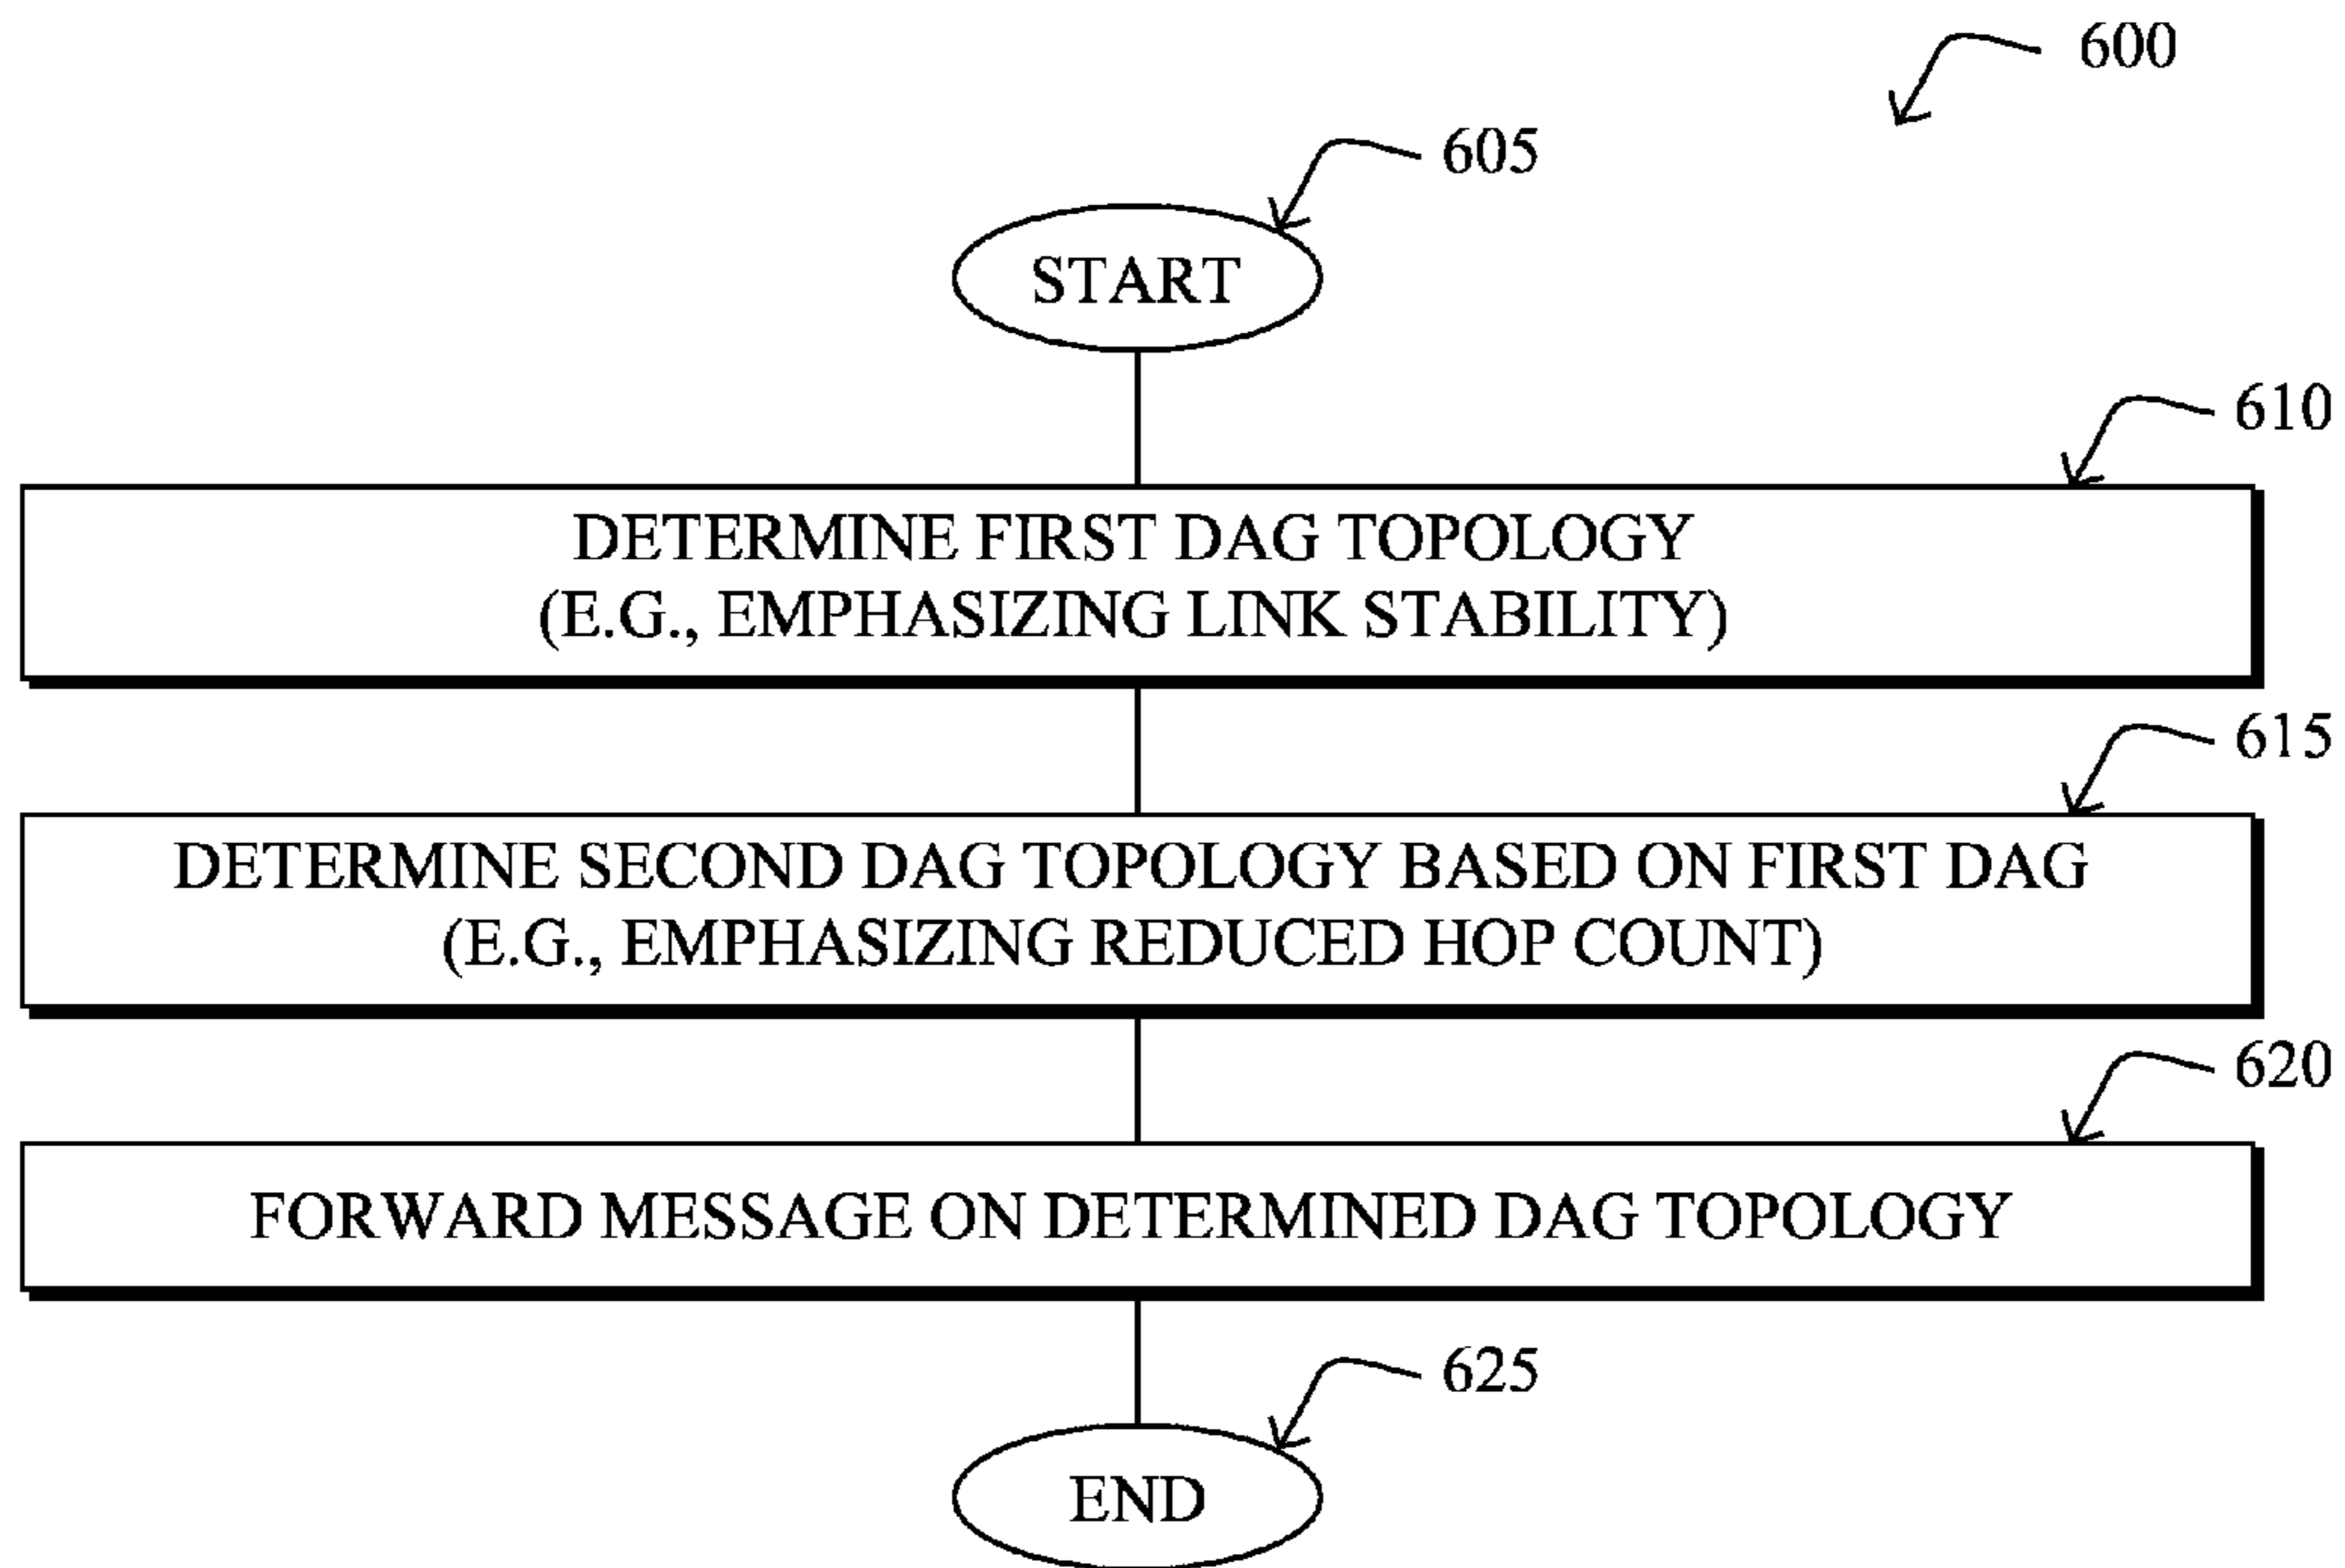 600
605
START
610
DETERMINE FIRST DAG TOPOLOGY
(E.G., EMPHASIZING LINK STABILITY)
615
DETERMINE SECOND DAG TOPOLOGY BASED ON FIRST DAG
(E.G., EMPHASIZING REDUCED HOP COUNT)
620
FORWARD MESSAGE ON DETERMINED DAG TOPOLOGY
625
END